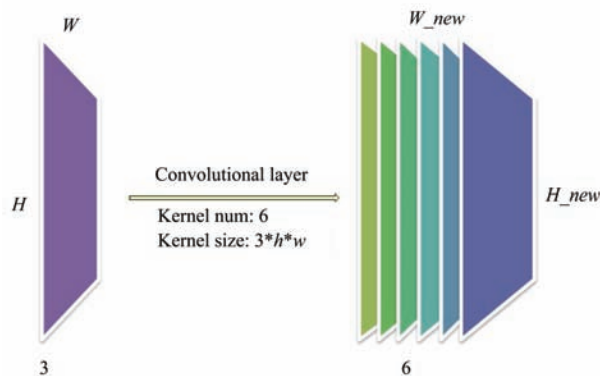 W
W_new
H
Convolutional layer
Kernel num: 6
Kernel size: 3*h*w
H_new
3
6